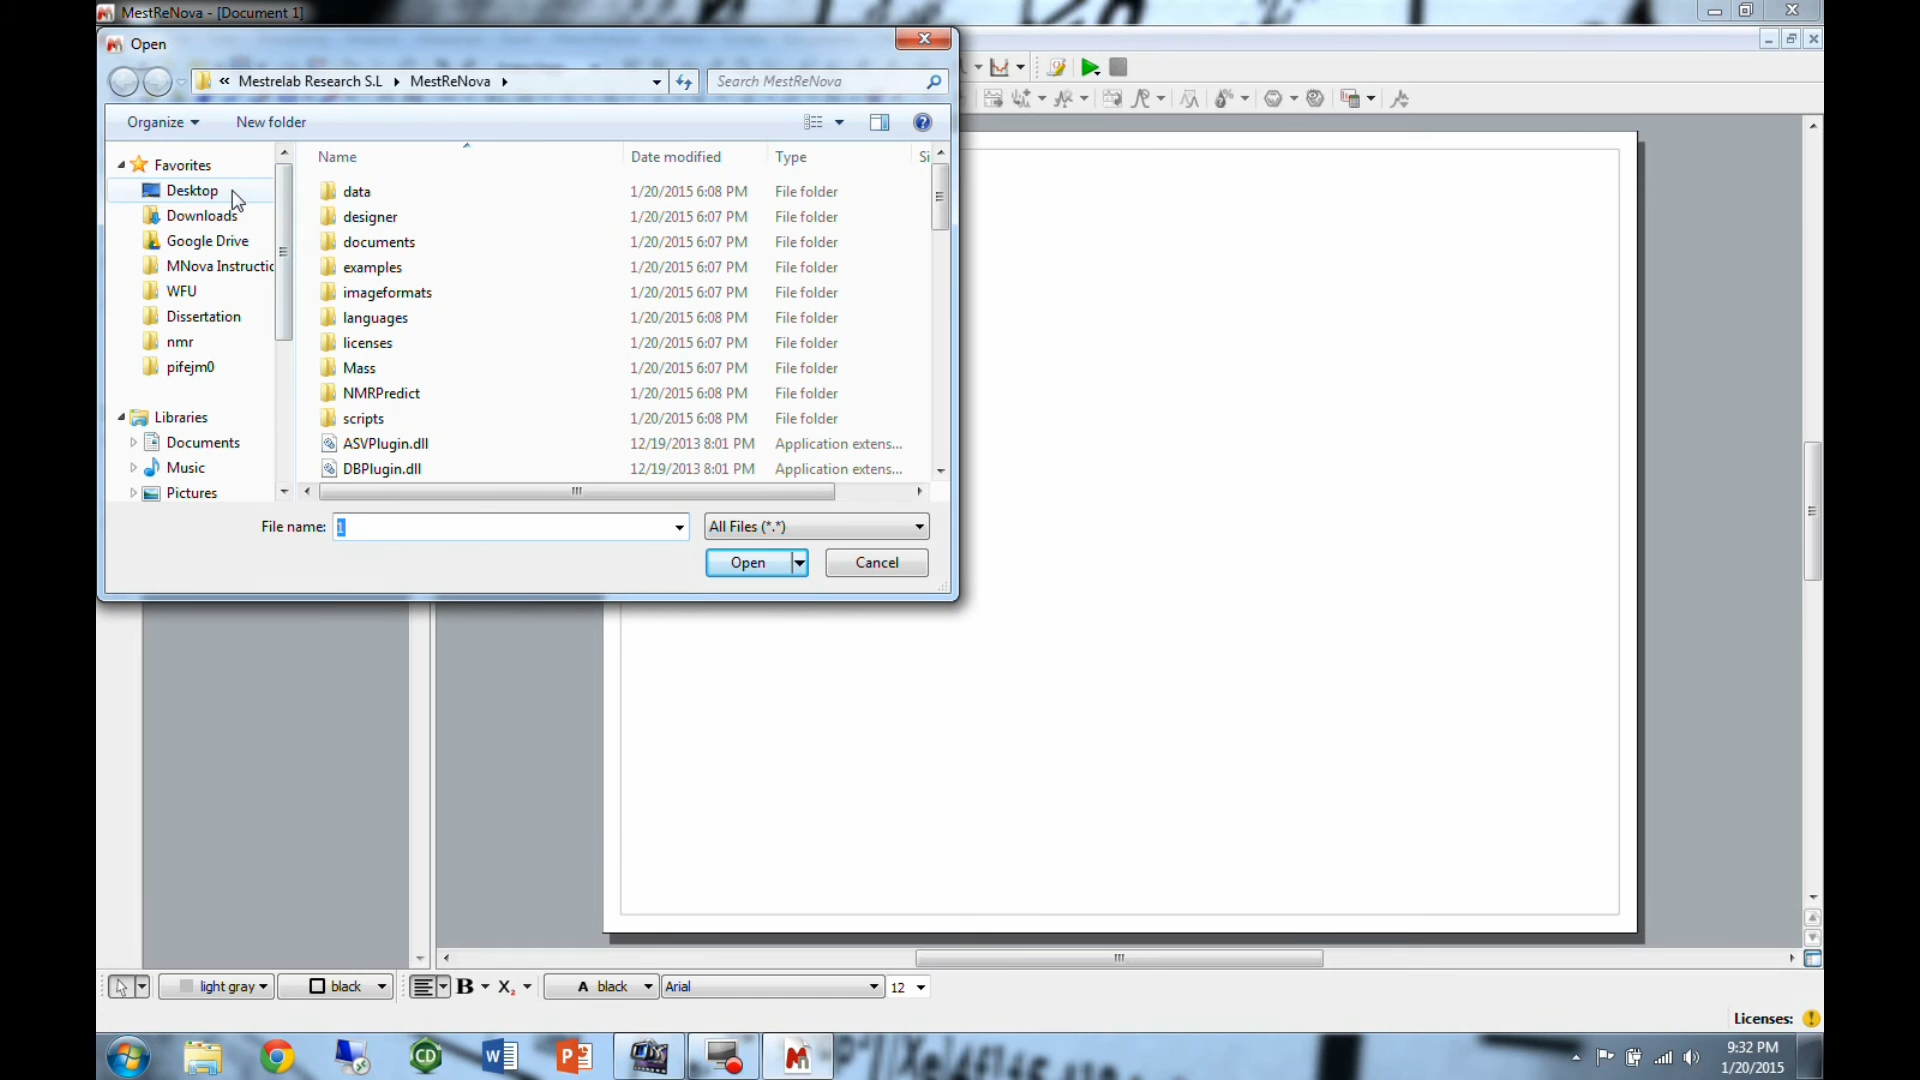 MestReNova - [Document 1]
Open
« Mestrelab Research S.L ▸ MestReNova ▸
Search MestReNova
Organize
New folder
Name
Date modified
Type
Si
Favorites
Desktop
Downloads
Google Drive
MNova Instructio
WFU
Dissertation
nmr
pifejm0
Libraries
Documents
Music
Pictures
data 1/20/2015 6:08 PM File folder
designer 1/20/2015 6:07 PM File folder
documents 1/20/2015 6:07 PM File folder
examples 1/20/2015 6:07 PM File folder
imageformats 1/20/2015 6:07 PM File folder
languages 1/20/2015 6:08 PM File folder
licenses 1/20/2015 6:07 PM File folder
Mass 1/20/2015 6:07 PM File folder
NMRPredict 1/20/2015 6:08 PM File folder
scripts 1/20/2015 6:08 PM File folder
ASVPlugin.dll 12/19/2013 8:01 PM Application extens...
DBPlugin.dll 12/19/2013 8:01 PM Application extens...
File name: 1
All Files (*.*)
Open
Cancel
light gray
black
B
X₂
A black
Arial
12
Licenses:
CD
W
P
9:32 PM
1/20/2015